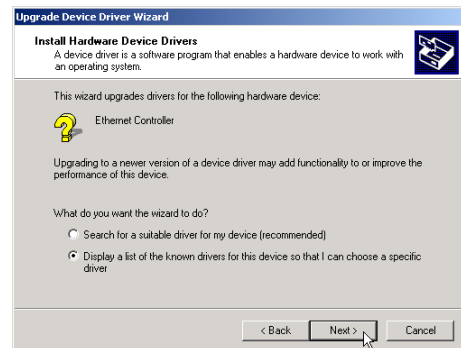 Upgrade Device Driver Wizard
Install Hardware Device Drivers
A device driver is a software program that enables a hardware device to work with
an operating system.
This wizard upgrades drivers for the following hardware device:
Ethernet Controller
Upgrading to a newer version of a device driver may add functionality to or improve the
performance of this device.
What do you want the wizard to do?
Search for a suitable driver for my device (recommended)
Display a list of the known drivers for this device so that I can choose a specific
driver
< Back Next > Cancel